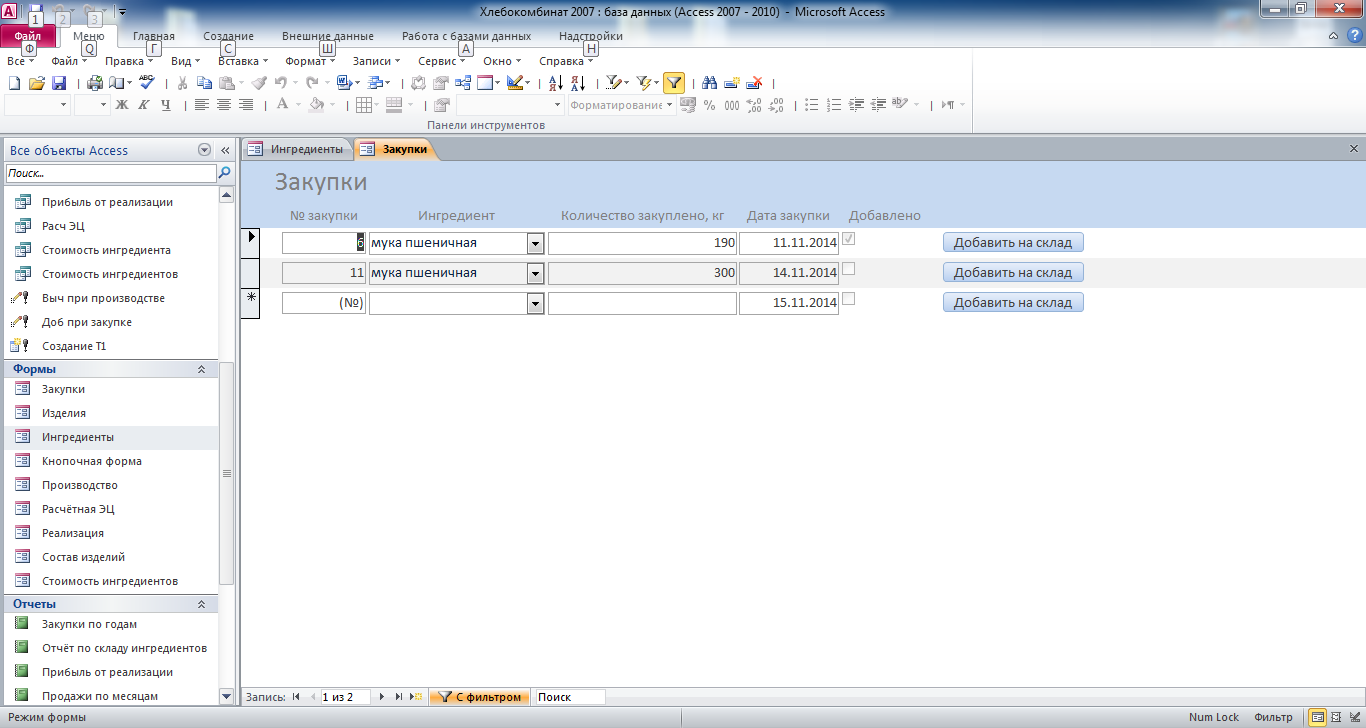 Хлебокомбинат 2007 : база данных (Access 2007 - 2010) - Microsoft Access
1 2 3
Файл Меню Главная Создание Внешние данные Работа с базами данных Надстройки
Ф Q Г С Ш А Н
Все Файл Правка Вид Вставка Формат Записи Сервис Окно Справка
Ж К Ч Форматирование % 000
Панели инструментов
Все объекты Access «
Поиск...
Прибыль от реализации
Расч ЭЦ
Стоимость ингредиента
Стоимость ингредиентов
Выч при производстве
Доб при закупке
Создание Т1
Формы
Закупки
Изделия
Ингредиенты
Кнопочная форма
Производство
Расчётная ЭЦ
Реализация
Состав изделий
Стоимость ингредиентов
Отчеты
Закупки по годам
Отчёт по складу ингредиентов
Прибыль от реализации
Продажи по месяцам
Ингредиенты Закупки
Закупки
№ закупки Ингредиент Количество закуплено, кг Дата закупки Добавлено
6 мука пшеничная 190 11.11.2014 Добавить на склад
11 мука пшеничная 300 14.11.2014 Добавить на склад
(№) 15.11.2014 Добавить на склад
Запись: 1 из 2 С фильтром Поиск
Режим формы Num Lock Фильтр